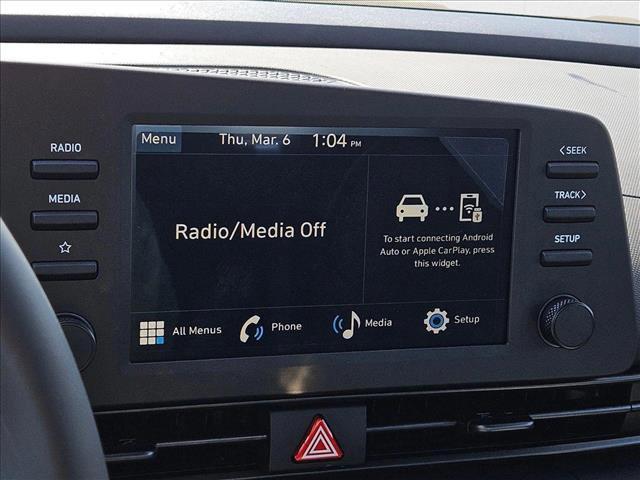 Menu Thu, Mar. 6 1:04 PM
RADIO
MEDIA
Radio/Media Off
To start connecting Android
Auto or Apple CarPlay, press
this widget.
All Menus Phone Media Setup
<SEEK
TRACK>
SETUP